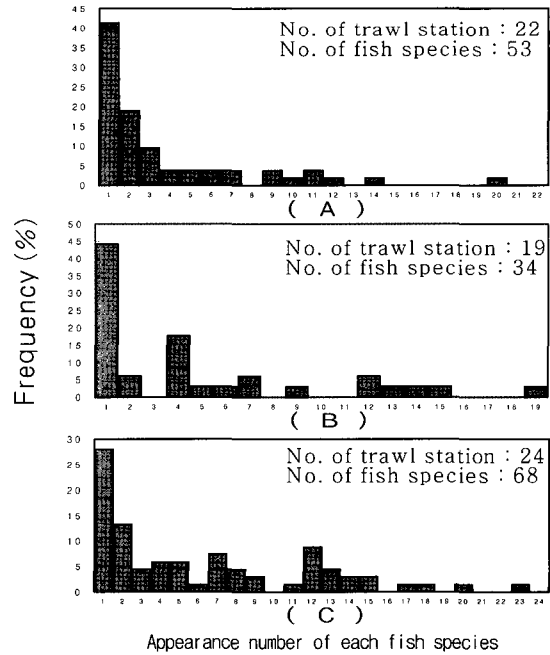 Frequency (%)
45
40
35
30
25
20
15
10
5
0
No. of trawl station : 22
No. of fish species : 53
1 2 3 4 5 6 7 8 9 10 11 12 13 14 15 16 17 18 19 20 21 22
( A )
50
45
40
35
30
25
20
15
10
5
0
No. of trawl station : 19
No. of fish species : 34
1 2 3 4 5 6 7 8 9 10 11 12 13 14 15 16 17 18 19
( B )
30
25
20
15
10
5
0
No. of trawl station : 24
No. of fish species : 68
1 2 3 4 5 6 7 8 9 10 11 12 13 14 15 16 17 18 19 20 21 22 23 24
( C )
Appearance number of each fish species